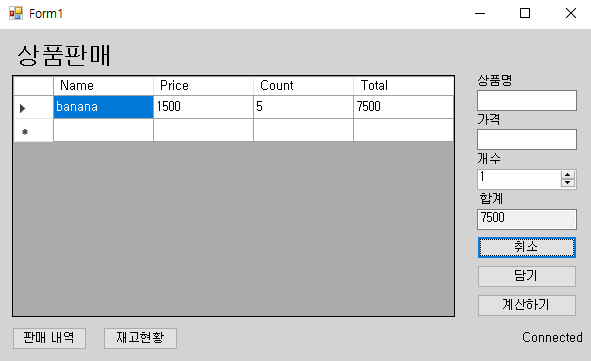 Form1
상품판매
Name Price Count Total
banana 1500 5 7500
상품명
가격
개수
1
합계
7500
취소
담기
계산하기
판매 내역 재고현황
Connected